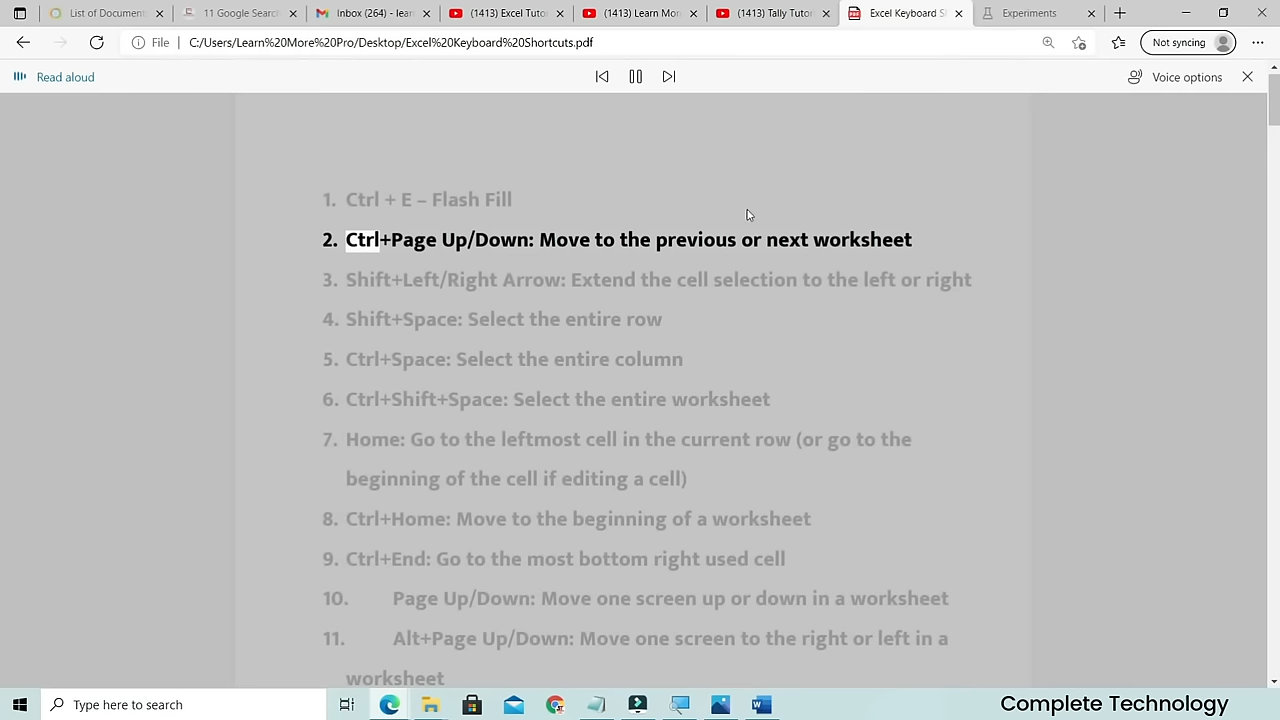 List of Documents
11 Google Search
Inbox (264) - lear
(1413) Excel Tuto
(1413) Learn Mor
(1413) Tally Tutor
Excel Keyboard S
Experiments
File
C:/Users/Learn%20More%20Pro/Desktop/Excel%20Keyboard%20Shortcuts.pdf
Not syncing
Read aloud
Voice options
1. Ctrl + E – Flash Fill
2. Ctrl+Page Up/Down: Move to the previous or next worksheet
3. Shift+Left/Right Arrow: Extend the cell selection to the left or right
4. Shift+Space: Select the entire row
5. Ctrl+Space: Select the entire column
6. Ctrl+Shift+Space: Select the entire worksheet
7. Home: Go to the leftmost cell in the current row (or go to the
beginning of the cell if editing a cell)
8. Ctrl+Home: Move to the beginning of a worksheet
9. Ctrl+End: Go to the most bottom right used cell
10. Page Up/Down: Move one screen up or down in a worksheet
11. Alt+Page Up/Down: Move one screen to the right or left in a
worksheet
Type here to search
Complete Technology